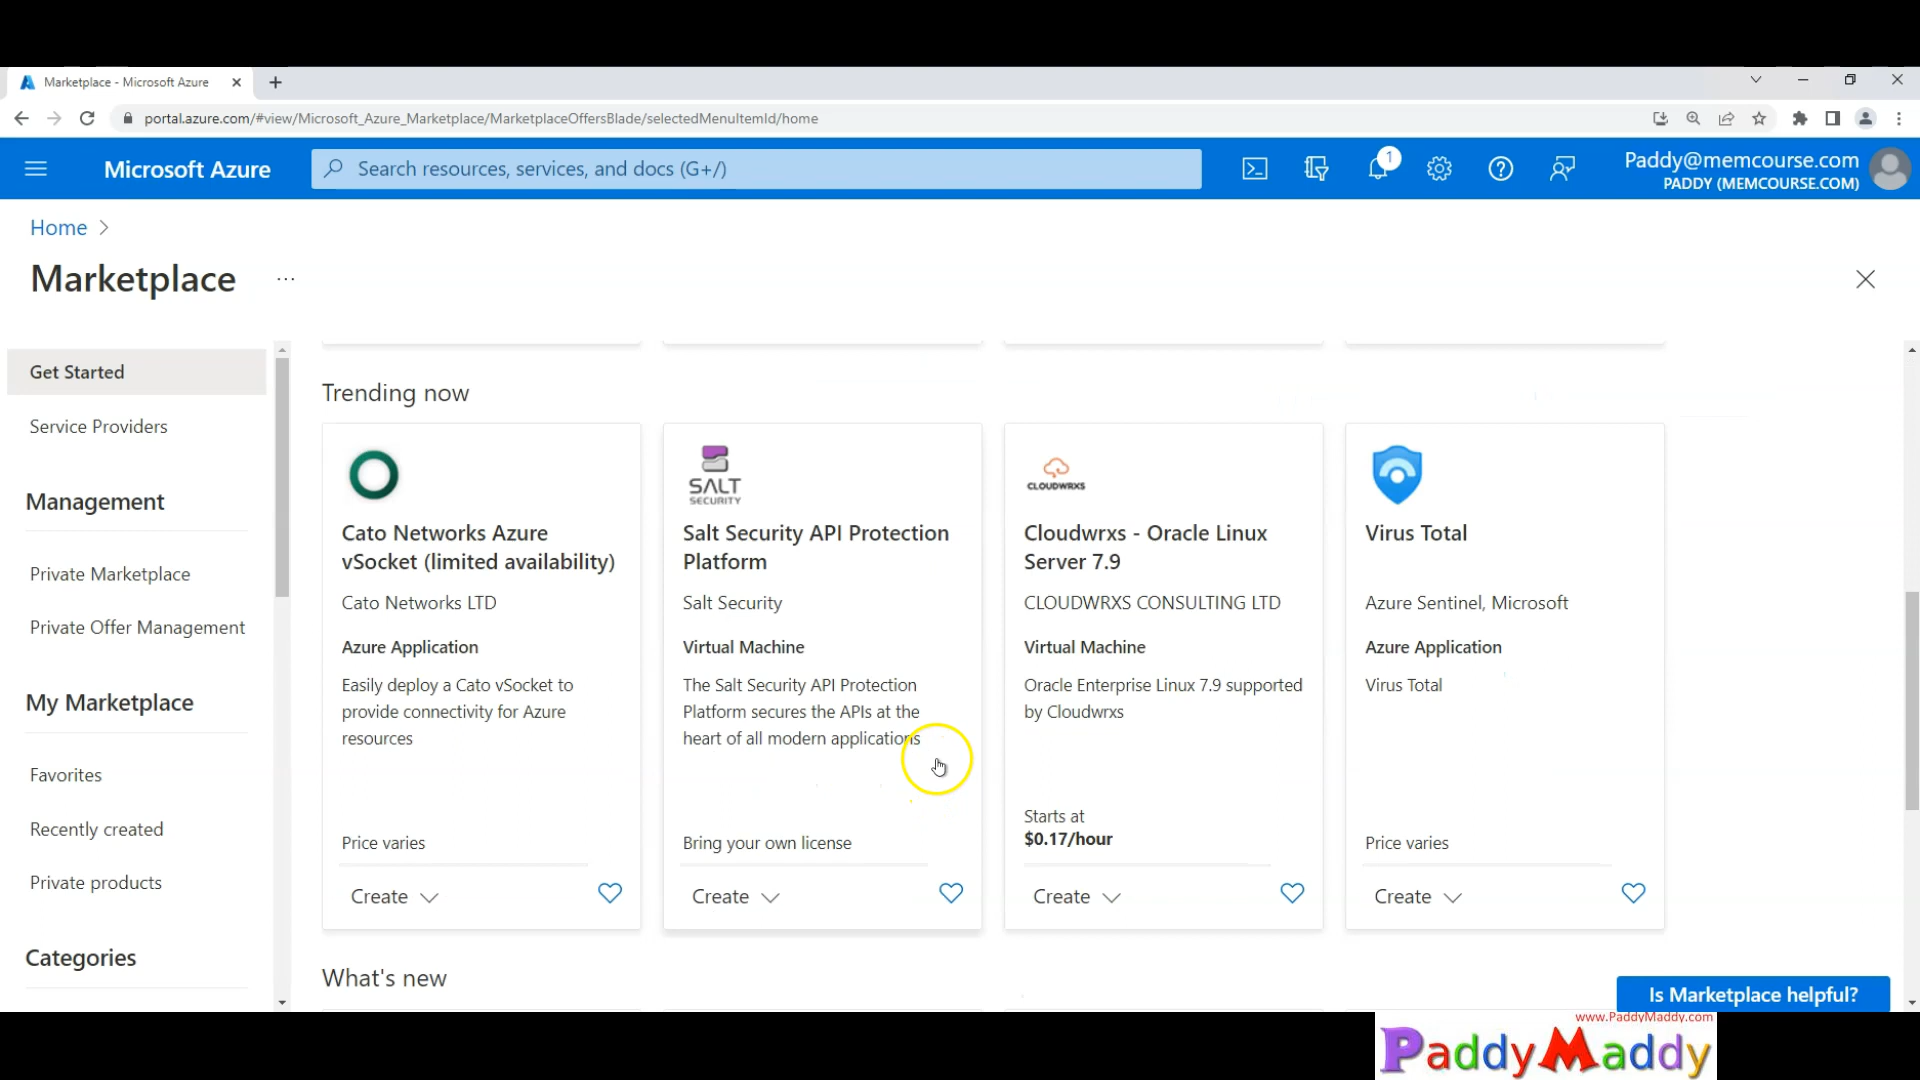 Marketplace - Microsoft Azure
portal.azure.com/#view/Microsoft_Azure_Marketplace/MarketplaceOffersBlade/selectedMenuItemId/home
Microsoft Azure
Search resources, services, and docs (G+/)
1
Paddy@memcourse.com
PADDY (MEMCOURSE.COM)
Home
Marketplace
...
Get Started
Service Providers
Management
Private Marketplace
Private Offer Management
My Marketplace
Favorites
Recently created
Private products
Categories
Trending now
Cato Networks Azure
vSocket (limited availability)
Cato Networks LTD
Azure Application
Easily deploy a Cato vSocket to
provide connectivity for Azure
resources
Price varies
Create
SALT
SECURITY
Salt Security API Protection
Platform
Salt Security
Virtual Machine
The Salt Security API Protection
Platform secures the APIs at the
heart of all modern applications
Bring your own license
Create
CLOUDWRXS
Cloudwrxs - Oracle Linux
Server 7.9
CLOUDWRXS CONSULTING LTD
Virtual Machine
Oracle Enterprise Linux 7.9 supported
by Cloudwrxs
Starts at
$0.17/hour
Create
Virus Total
Azure Sentinel, Microsoft
Azure Application
Virus Total
Price varies
Create
What's new
Is Marketplace helpful?
www.PaddyMaddy.com
PaddyMaddy